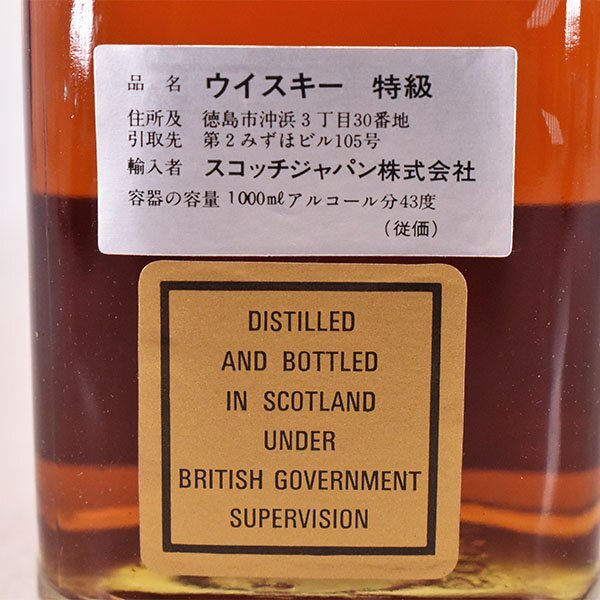 品名 ウイスキー 特級
住所及 徳島市沖浜3丁目30番地
引取先 第2みずほビル105号
輸入者 スコッチジャパン株式会社
容器の容量 1000mlアルコール分43度
(従価)
DISTILLED
AND BOTTLED
IN SCOTLAND
UNDER
BRITISH GOVERNMENT
SUPERVISION